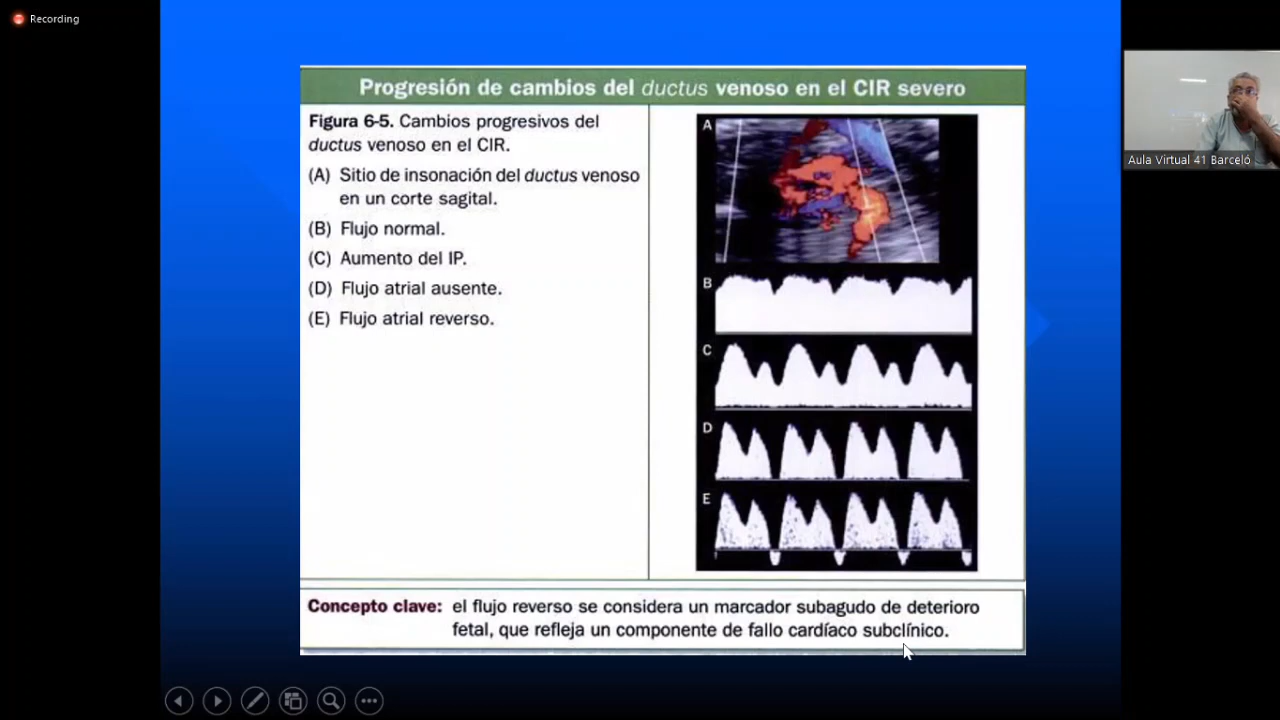 Recording
Progresión de cambios del ductus venoso en el CIR severo
Figura 6-5. Cambios progresivos del
ductus venoso en el CIR.
(A) Sitio de insonación del ductus venoso
en un corte sagital.
(B) Flujo normal.
(C) Aumento del IP.
(D) Flujo atrial ausente.
(E) Flujo atrial reverso.
A
B
C
D
E
Concepto clave: el flujo reverso se considera un marcador subagudo de deterioro
fetal, que refleja un componente de fallo cardíaco subclínico.
Aula Virtual 41 Barceló